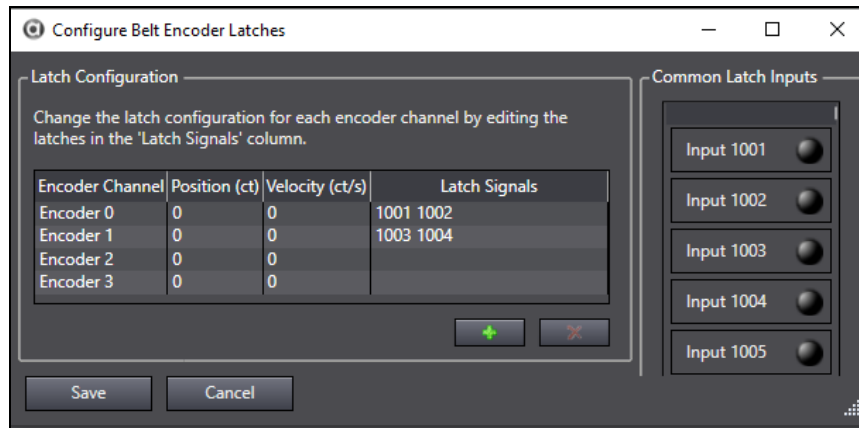 Configure Belt Encoder Latches
Latch Configuration
Change the latch configuration for each encoder channel by editing the
latches in the 'Latch Signals' column.
Encoder Channel Position (ct) Velocity (ct/s) Latch Signals
Encoder 0 0 0 1001 1002
Encoder 1 0 0 1003 1004
Encoder 2 0 0
Encoder 3 0 0
Save Cancel
Common Latch Inputs
Input 1001
Input 1002
Input 1003
Input 1004
Input 1005